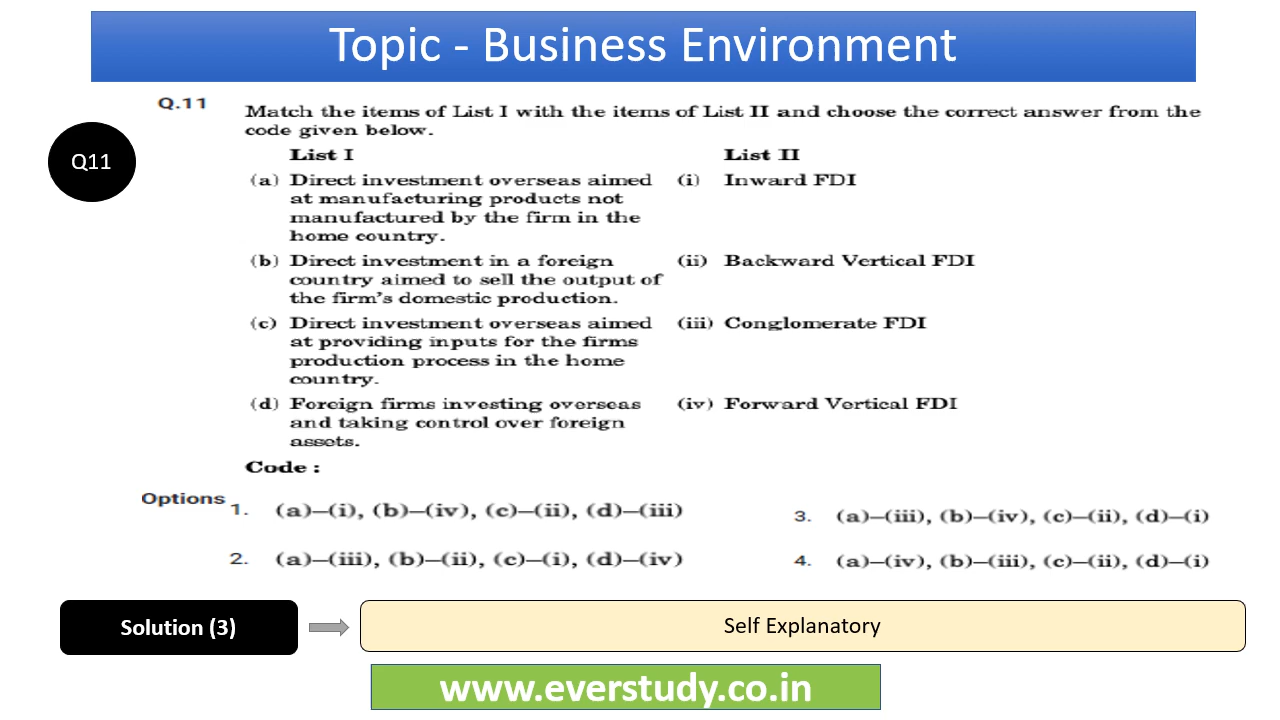 Topic - Business Environment
Q.11
Match the items of List I with the items of List II and choose the correct answer from the
code given below.
Q11
List I
List II
(a) Direct investment overseas aimed
at manufacturing products not
manufactured by the firm in the
home country.
(i) Inward FDI
(b) Direct investment in a foreign
country aimed to sell the output of
the firm's domestic production.
(ii) Backward Vertical FDI
(c) Direct investment overseas aimed
at providing inputs for the firms
production process in the home
country.
(iii) Conglomerate FDI
(d) Foreign firms investing overseas
and taking control over foreign
assets.
(iv) Forward Vertical FDI
Code :
Options
1. (a)–(i), (b)–(iv), (c)–(ii), (d)–(iii)
2. (a)–(iii), (b)–(ii), (c)–(i), (d)–(iv)
3. (a)–(iii), (b)–(iv), (c)–(ii), (d)–(i)
4. (a)–(iv), (b)–(iii), (c)–(ii), (d)–(i)
Solution (3)
Self Explanatory
www.everstudy.co.in